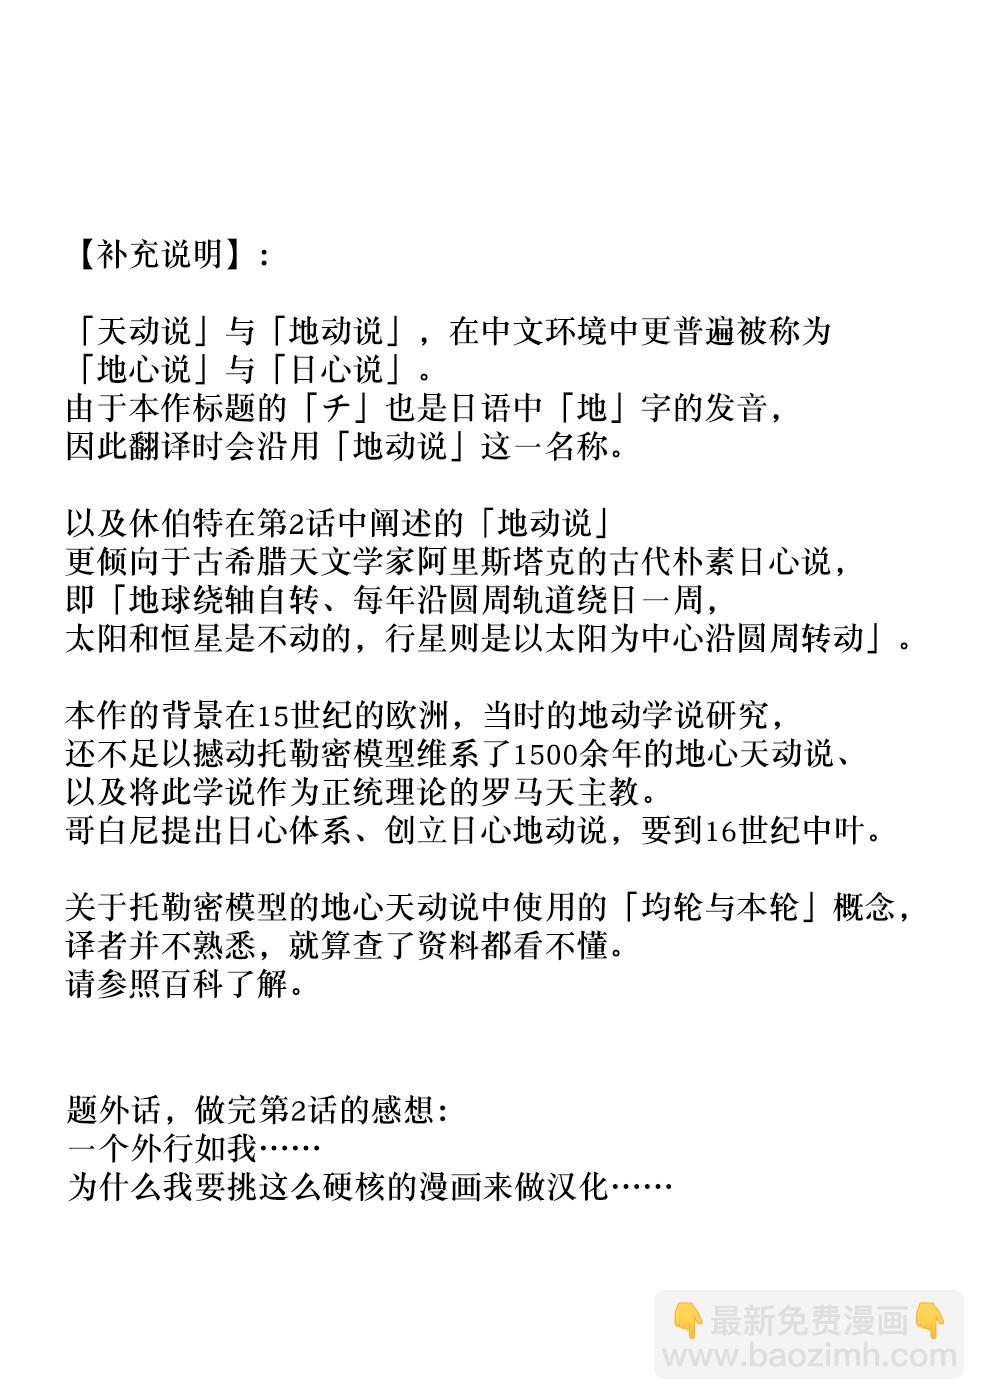 【补充说明】：
「天动说」与「地动说」，在中文环境中更普遍被称为
「地心说」与「日心说」。
由于本作标题的「チ」也是日语中「地」字的发音，
因此翻译时会沿用「地动说」这一名称。
以及休伯特在第2话中阐述的「地动说」
更倾向于古希腊天文学家阿里斯塔克的古代朴素日心说，
即「地球绕轴自转、每年沿圆周轨道绕日一周，
太阳和恒星是不动的，行星则是以太阳为中心沿圆周转动」。
本作的背景在15世纪的欧洲，当时的地动学说研究，
还不足以撼动托勒密模型维系了1500余年的地心天动说、
以及将此学说作为正统理论的罗马天主教。
哥白尼提出日心体系、创立日心地动说，要到16世纪中叶。
关于托勒密模型的地心天动说中使用的「均轮与本轮」概念，
译者并不熟悉，就算查了资料都看不懂。
请参照百科了解。
题外话，做完第2话的感想：
一个外行如我……
为什么我要挑这么硬核的漫画来做汉化……
👇最新免费漫画👇
www.baozimh.com